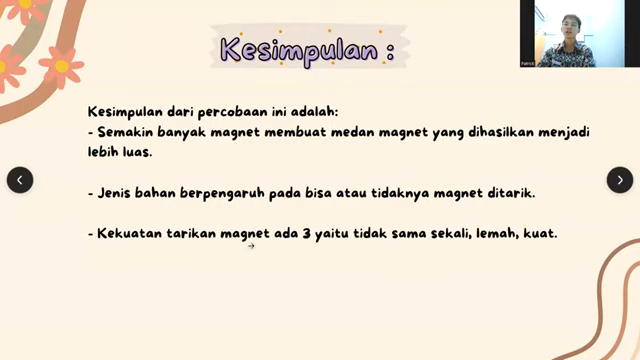 Kesimpulan :
Kesimpulan dari percobaan ini adalah:
- Semakin banyak magnet membuat medan magnet yang dihasilkan menjadi
lebih luas.
- Jenis bahan berpengaruh pada bisa atau tidaknya magnet ditarik.
- Kekuatan tarikan magnet ada 3 yaitu tidak sama sekali, lemah, kuat.